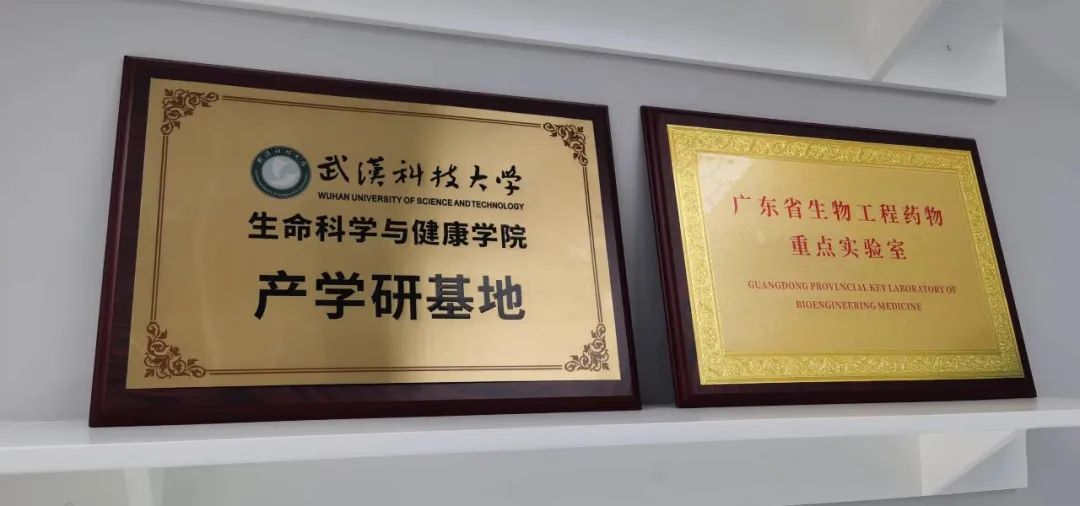 武漢科技大学
WUHAN UNIVERSITY OF SCIENCE AND TECHNOLOGY
生命科学与健康学院
产学研基地
广东省生物工程药物
重点实验室
GUANGDONG PROVINCIAL KEY LABORATORY OF
BIOENGINEERING MEDICINE